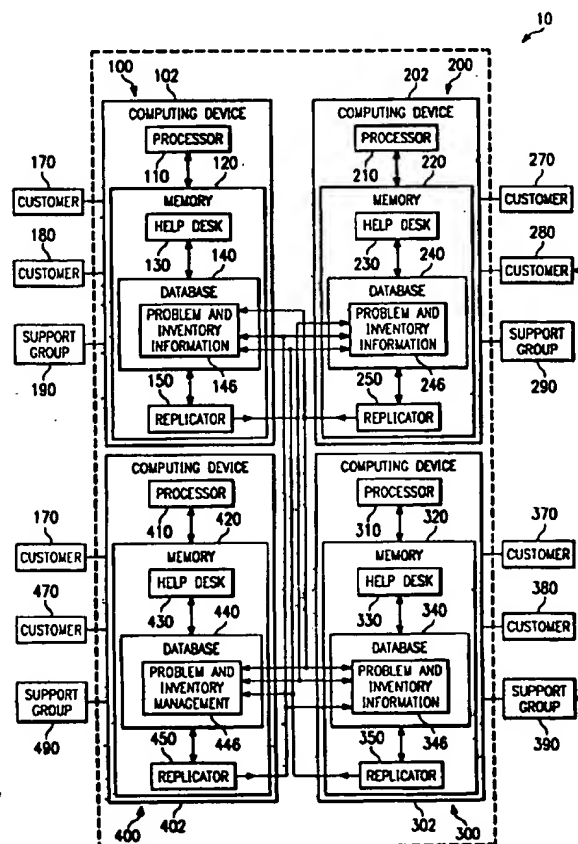 10
100 102 202 200
COMPUTING DEVICE COMPUTING DEVICE
PROCESSOR PROCESSOR
170 110 120 210 220 270
CUSTOMER MEMORY MEMORY CUSTOMER
180 HELP DESK HELP DESK 280
CUSTOMER 130 140 230 240 CUSTOMER
DATABASE DATABASE
SUPPORT GROUP PROBLEM AND INVENTORY INFORMATION PROBLEM AND INVENTORY INFORMATION SUPPORT GROUP
190 150 146 250 246 290
REPLICATOR REPLICATOR
COMPUTING DEVICE COMPUTING DEVICE
PROCESSOR PROCESSOR
170 410 420 310 320 370
CUSTOMER MEMORY MEMORY CUSTOMER
470 HELP DESK HELP DESK 380
CUSTOMER 430 440 330 340 CUSTOMER
DATABASE DATABASE
SUPPORT GROUP PROBLEM AND INVENTORY MANAGEMENT PROBLEM AND INVENTORY INFORMATION SUPPORT GROUP
490 450 446 350 346 390
REPLICATOR REPLICATOR
400 402 302 300